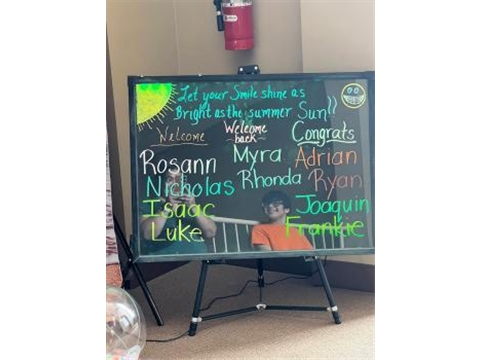 Let your Smile shine as
Bright as the summer Sun!!
Welcome
Rosann
Nicholas
Isaac
Luke
Welcome
back
Myra
Rhonda
Congrats
Adrian
Ryan
Joaquin
Frankie